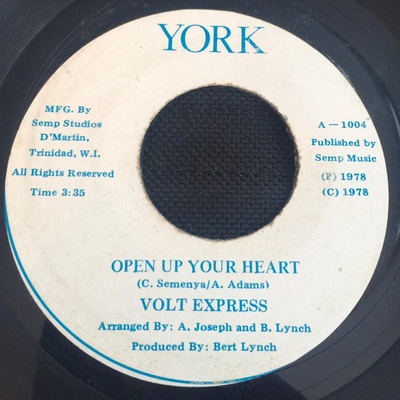 YORK
MFG. By
Semp Studios
D'Martin,
Trinidad, W.I.
All Rights Reserved
Time 3:35
A - 1004
Published by
Semp Music
(P) 1978
(C) 1978
OPEN UP YOUR HEART
(C. Semenya/A. Adams)
VOLT EXPRESS
Arranged By: A. Joseph and B. Lynch
Produced By: Bert Lynch